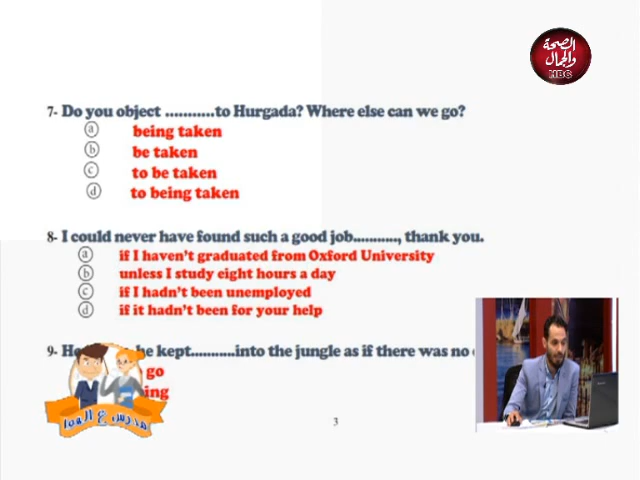 الصحة
والجمال
HBC
7- Do you object ...........to Hurgada? Where else can we go?
a being taken
b be taken
c to be taken
d to being taken
8- I could never have found such a good job..........., thank you.
a if I haven't graduated from Oxford University
b unless I study eight hours a day
c if I hadn't been unemployed
d if it hadn't been for your help
9- he kept...........into the jungle as if there was no
go
مدرس ع الهوا
3